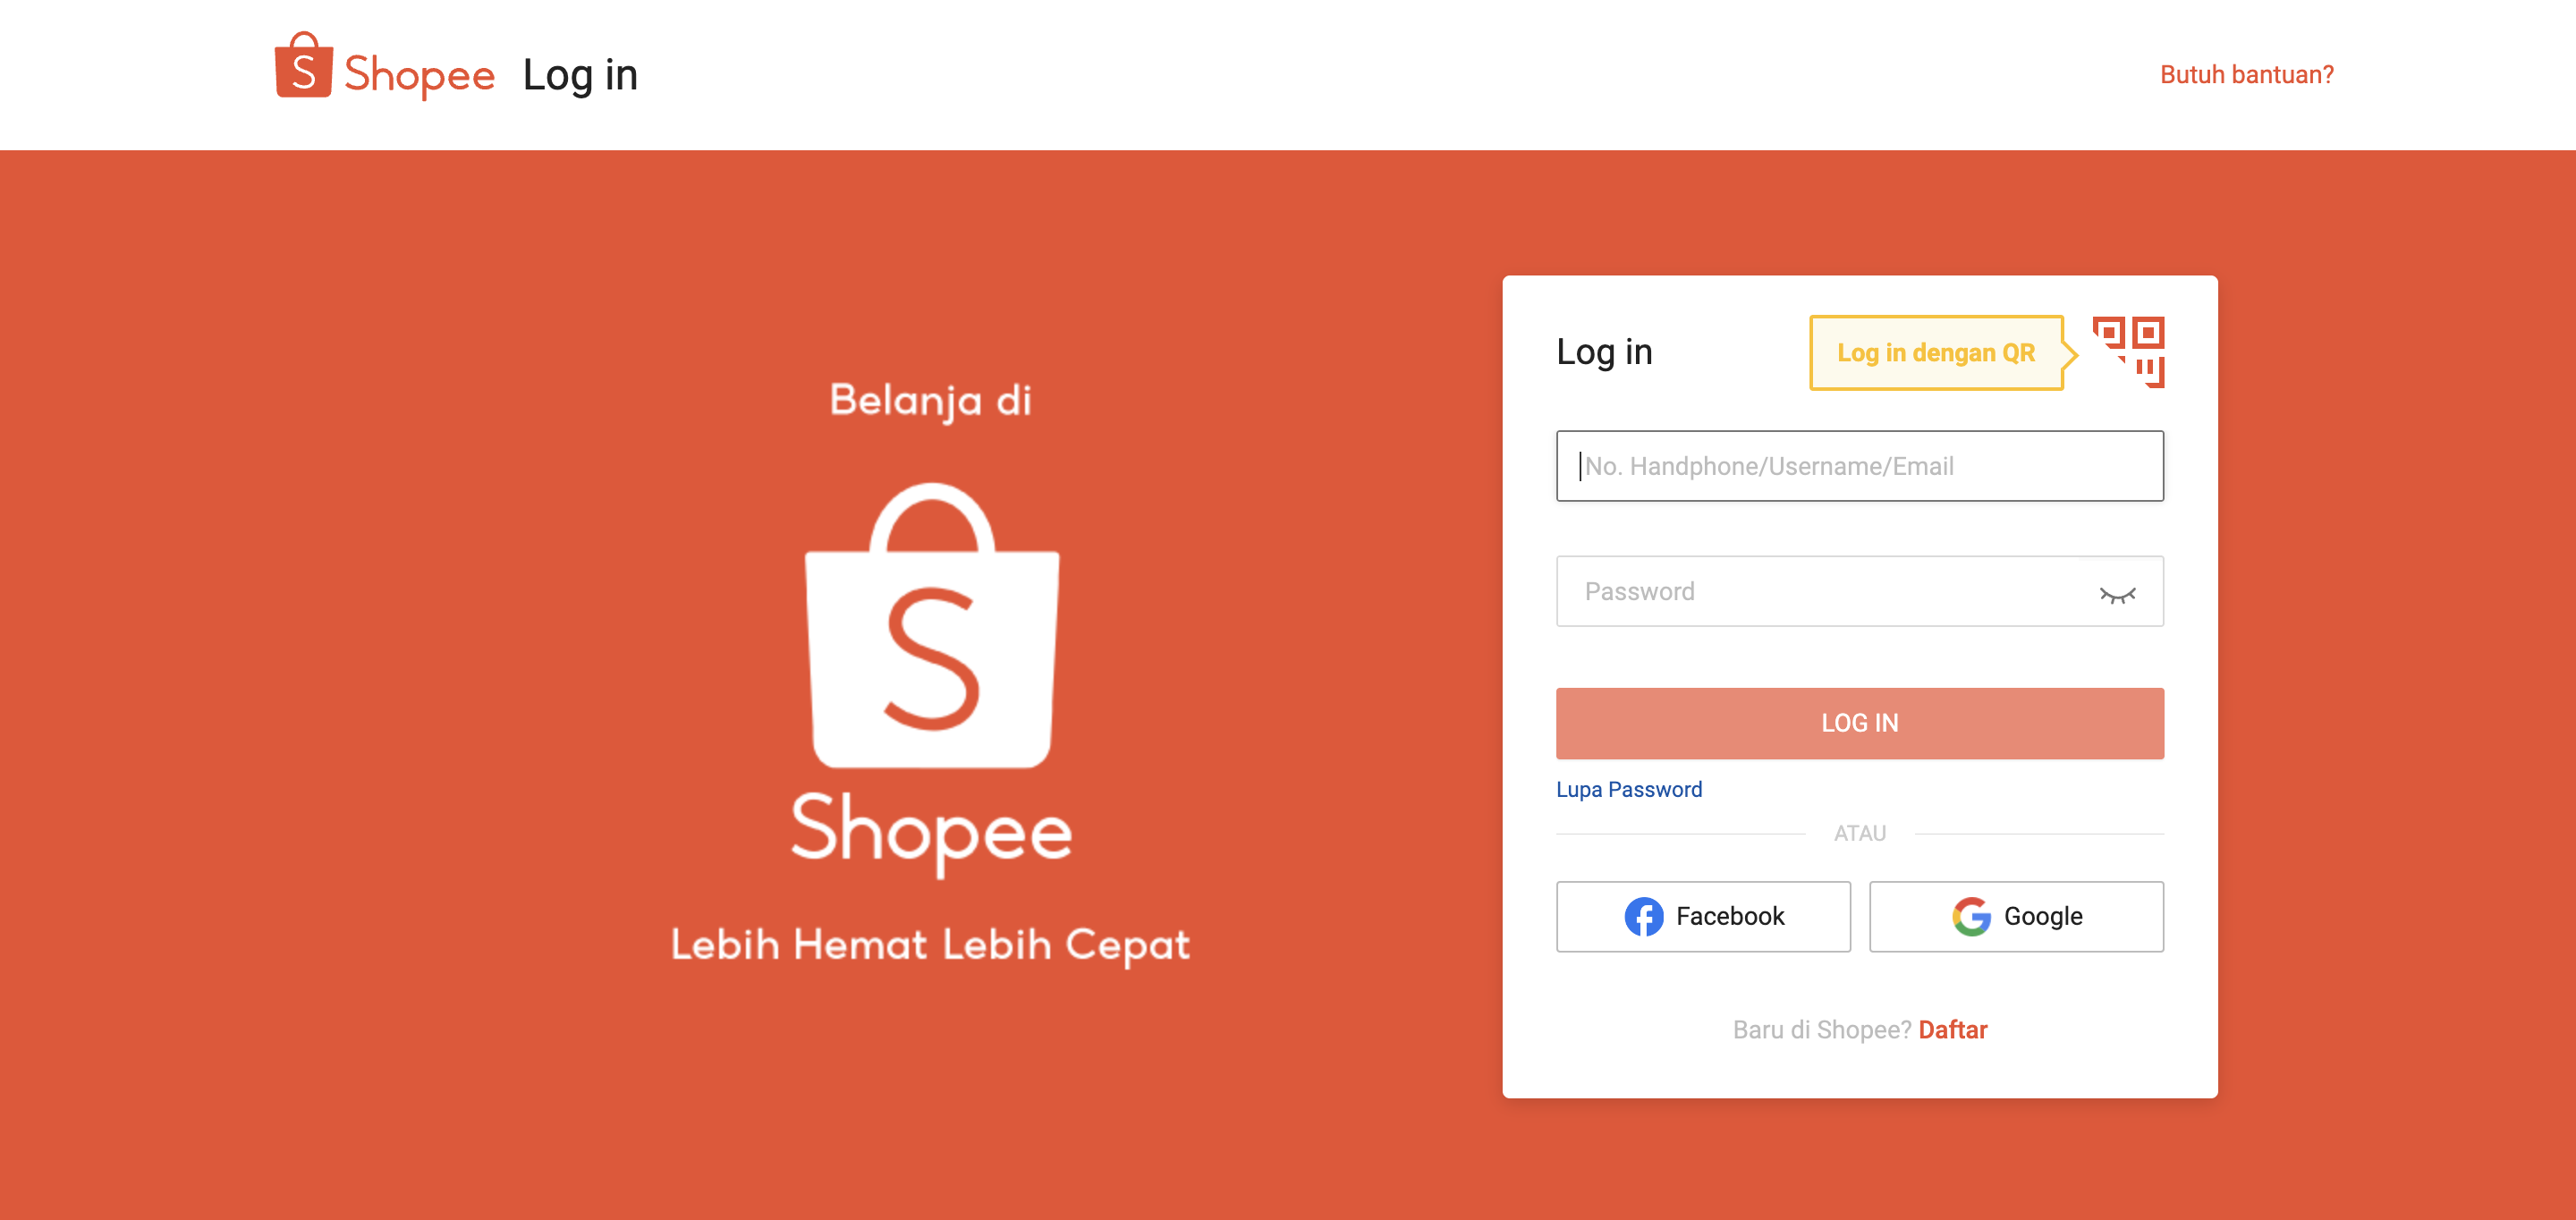 Shopee Log in
Butuh bantuan?
Belanja di
S
Shopee
Lebih Hemat Lebih Cepat
Log in
Log in dengan QR
No. Handphone/Username/Email
Password
LOG IN
Lupa Password
ATAU
Facebook
Google
Baru di Shopee? Daftar